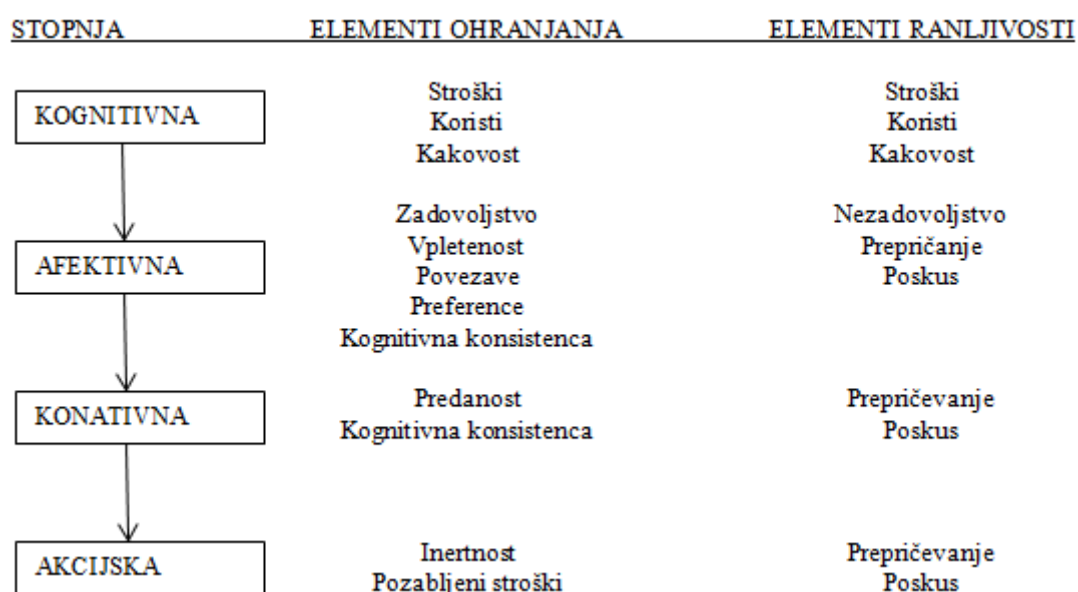 STOPNJA ELEMENTI OHRANJANJA ELEMENTI RANLJIVOSTI
KOGNITIVNA
Stroški
Koristi
Kakovost
Stroški
Koristi
Kakovost
AFEKTIVNA
Zadovoljstvo
Vpletenost
Povezave
Preference
Kognitivna konsistenca
Nezadovoljstvo
Prepričanje
Poskus
KONATIVNA
Predanost
Kognitivna konsistenca
Prepričevanje
Poskus
AKCIJSKA
Inertnost
Pozabljeni stroški
Prepričevanje
Poskus